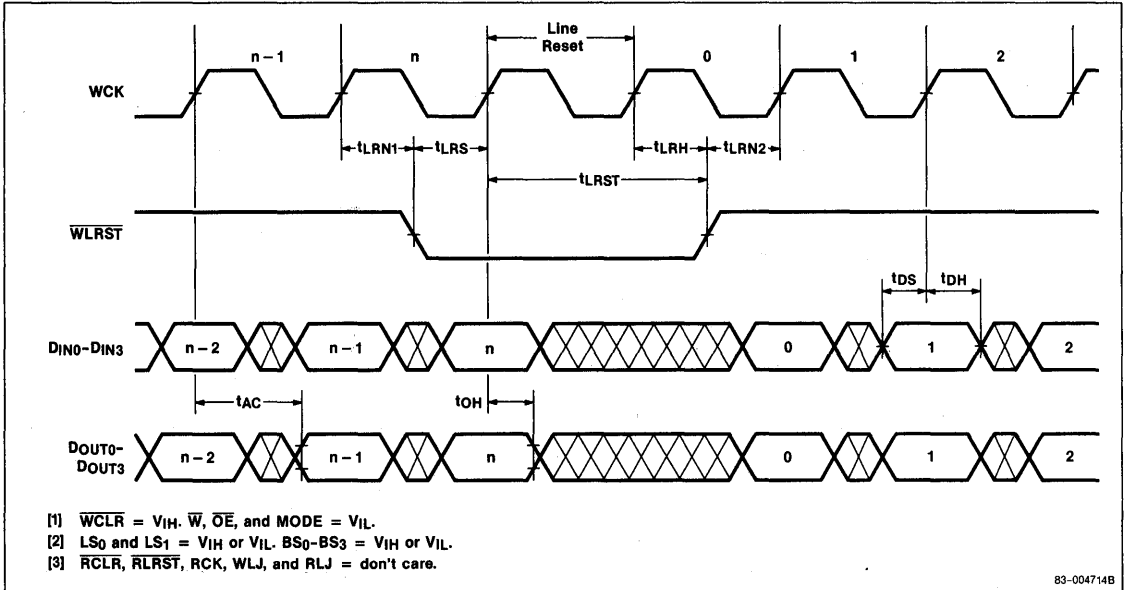 Line
Reset
n – 1
n
0
1
2
WCK
tLRN1
tLRS
tLRH
tLRN2
tLRST
WLRST
tDS
tDH
DIN0-DIN3
n – 2
n – 1
n
0
1
2
tAC
tOH
DOUT0-
DOUT3
n – 2
n – 1
n
0
1
2
[1] WCLR = VIH. W, OE, and MODE = VIL.
[2] LS0 and LS1 = VIH or VIL. BS0-BS3 = VIH or VIL.
[3] RCLR, RLRST, RCK, WLJ, and RLJ = don't care.
83-004714B